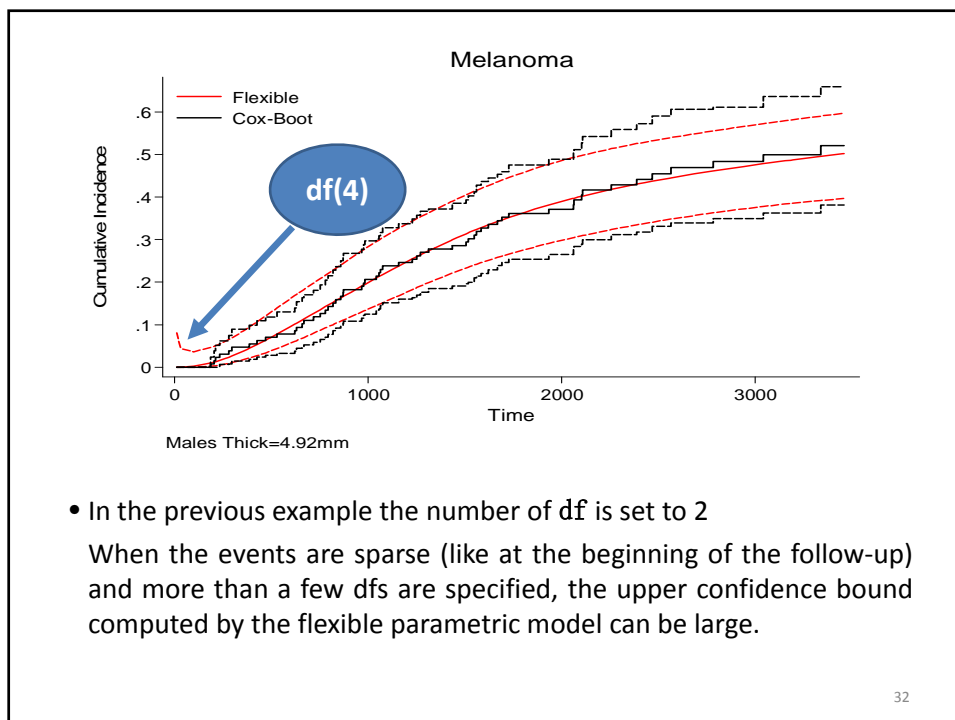 Melanoma
Flexible
Cox-Boot
df(4)
Cumulative Incidence
.6
.5
.4
.3
.2
.1
0
0 1000 2000 3000
Time
Males Thick=4.92mm
• In the previous example the number of df is set to 2
When the events are sparse (like at the beginning of the follow-up)
and more than a few dfs are specified, the upper confidence bound
computed by the flexible parametric model can be large.
32